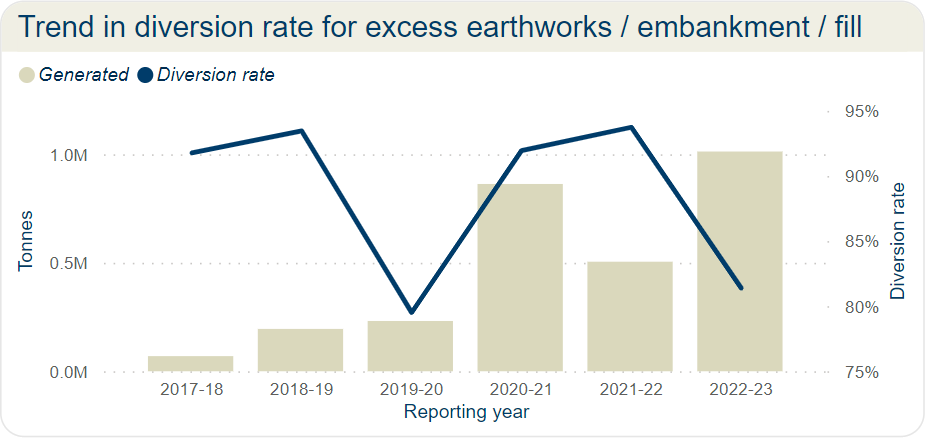 Trend in diversion rate for excess earthworks / embankment / fill
Generated Diversion rate
95%
1.0M
90%
85%
0.5M
80%
0.0M
75%
Tonnes
Diversion rate
2017-18 2018-19 2019-20 2020-21 2021-22 2022-23
Reporting year